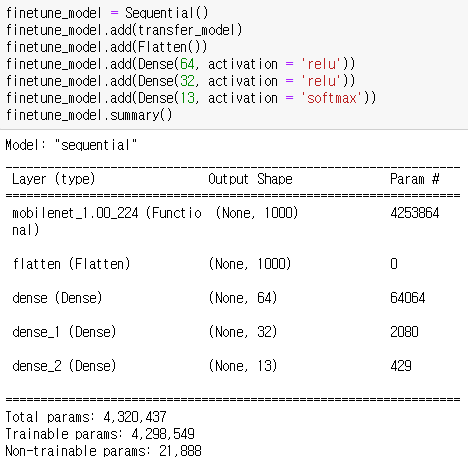 finetune_model = Sequential()
finetune_model.add(transfer_model)
finetune_model.add(Flatten())
finetune_model.add(Dense(64, activation = 'relu'))
finetune_model.add(Dense(32, activation = 'relu'))
finetune_model.add(Dense(13, activation = 'softmax'))
finetune_model.summary()
Model: "sequential"
_________________________________________________________________
Layer (type) Output Shape Param #
=================================================================
mobilenet_1.00_224 (Functio (None, 1000) 4253864
nal)
flatten (Flatten) (None, 1000) 0
dense (Dense) (None, 64) 64064
dense_1 (Dense) (None, 32) 2080
dense_2 (Dense) (None, 13) 429
=================================================================
Total params: 4,320,437
Trainable params: 4,298,549
Non-trainable params: 21,888